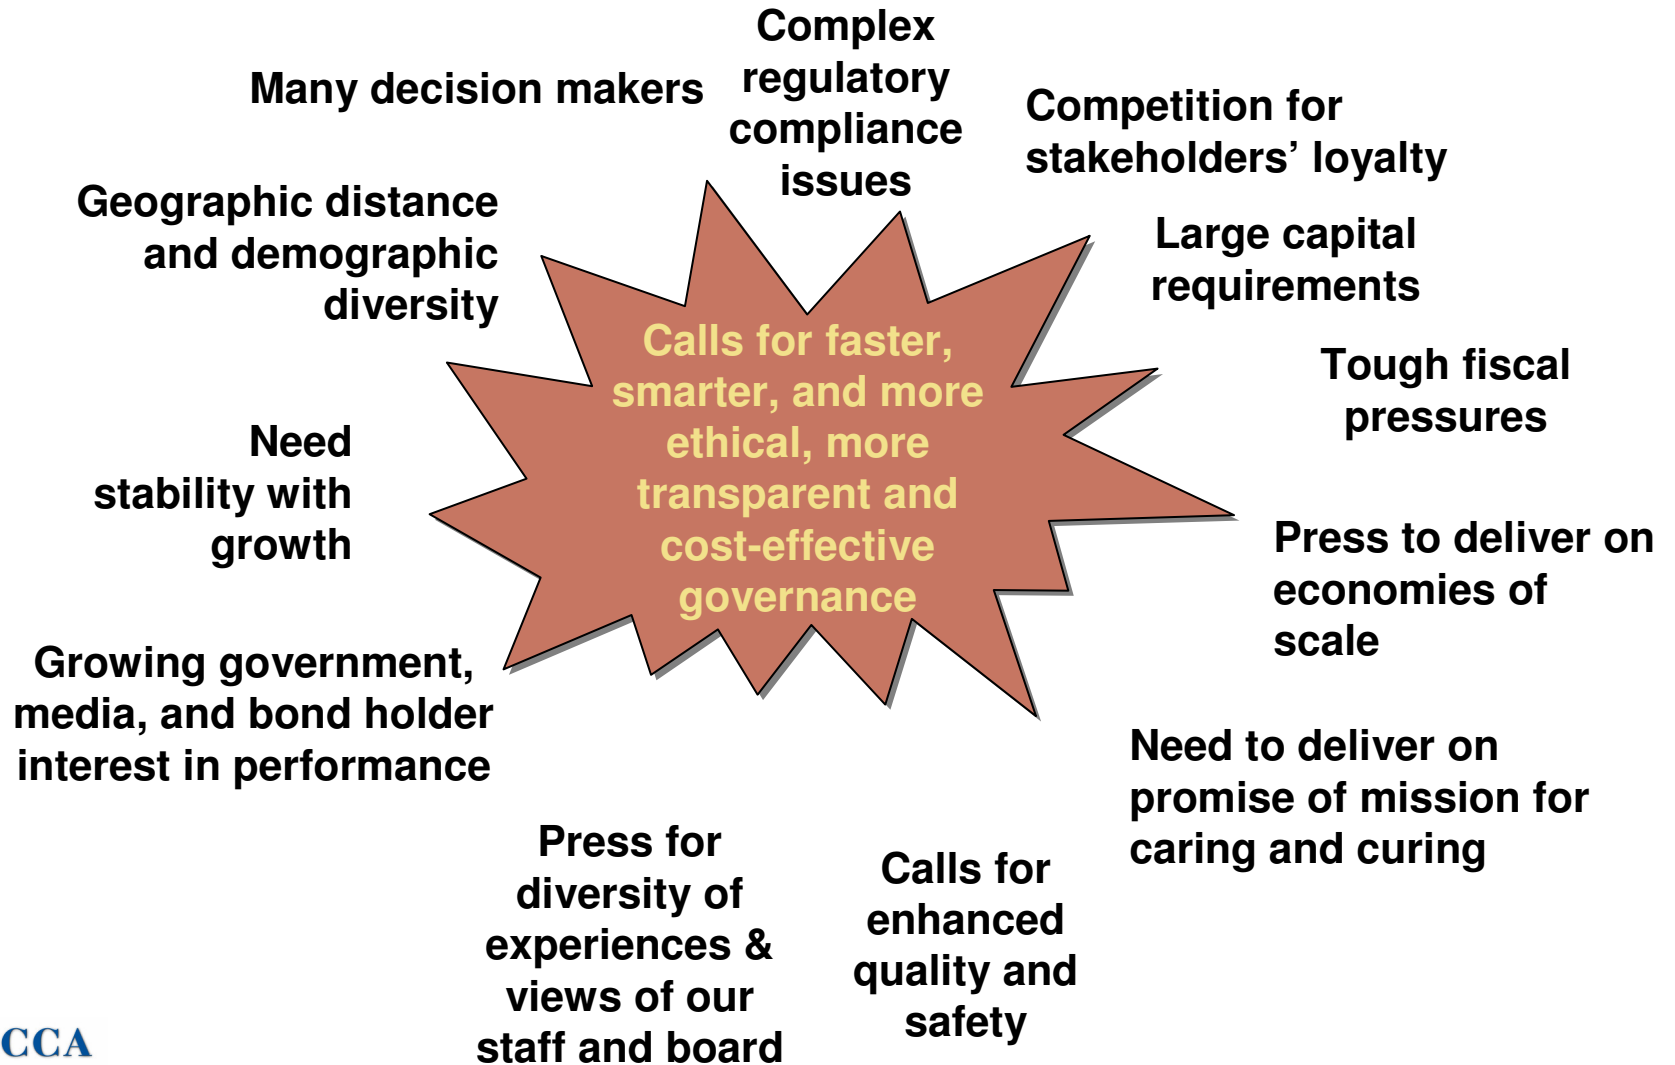 Complex
regulatory
compliance
issues
Many decision makers
Competition for
stakeholders’ loyalty
Geographic distance
and demographic
diversity
Large capital
requirements
Calls for faster,
smarter, and more
ethical, more
transparent and
cost-effective
governance
Tough fiscal
pressures
Need
stability with
growth
Press to deliver on
economies of
scale
Growing government,
media, and bond holder
interest in performance
Need to deliver on
promise of mission for
caring and curing
Press for
diversity of
experiences &
views of our
staff and board
Calls for
enhanced
quality and
safety
CCA